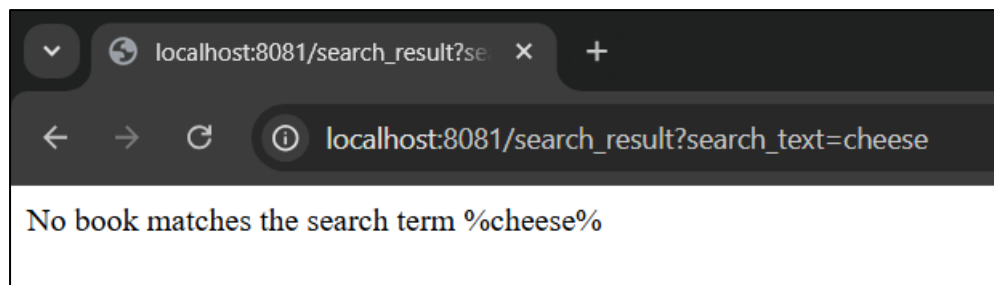 localhost:8081/search_result?se
localhost:8081/search_result?search_text=cheese
No book matches the search term %cheese%